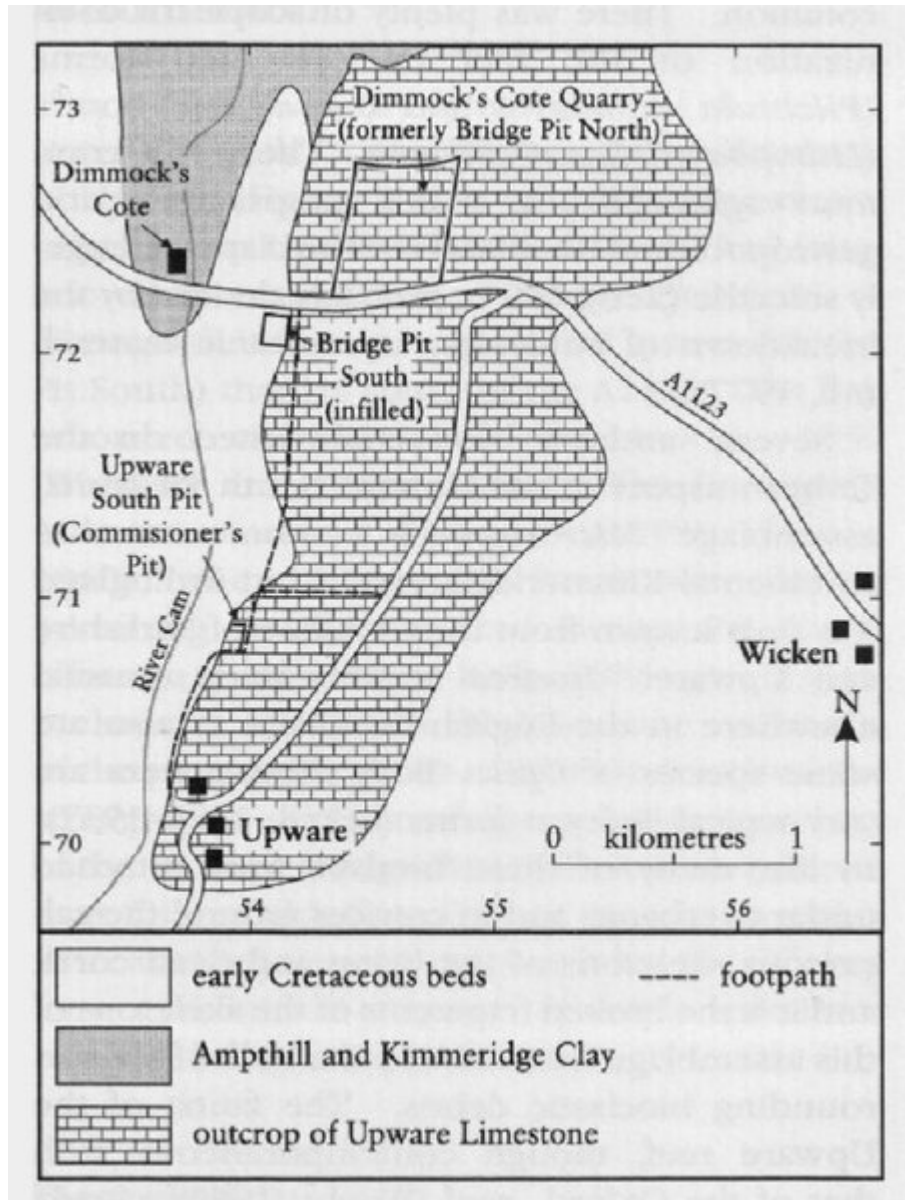 73
Dimmock's Cote Quarry
(formerly Bridge Pit North)
Dimmock's
Cote
72
Bridge Pit
South
(infilled)
A1123
Upware
South Pit
(Commisioner's
Pit)
71
River Cam
Wicken
N
70
Upware
0 kilometres 1
54
55
56
early Cretaceous beds
footpath
Ampthill and Kimmeridge Clay
outcrop of Upware Limestone